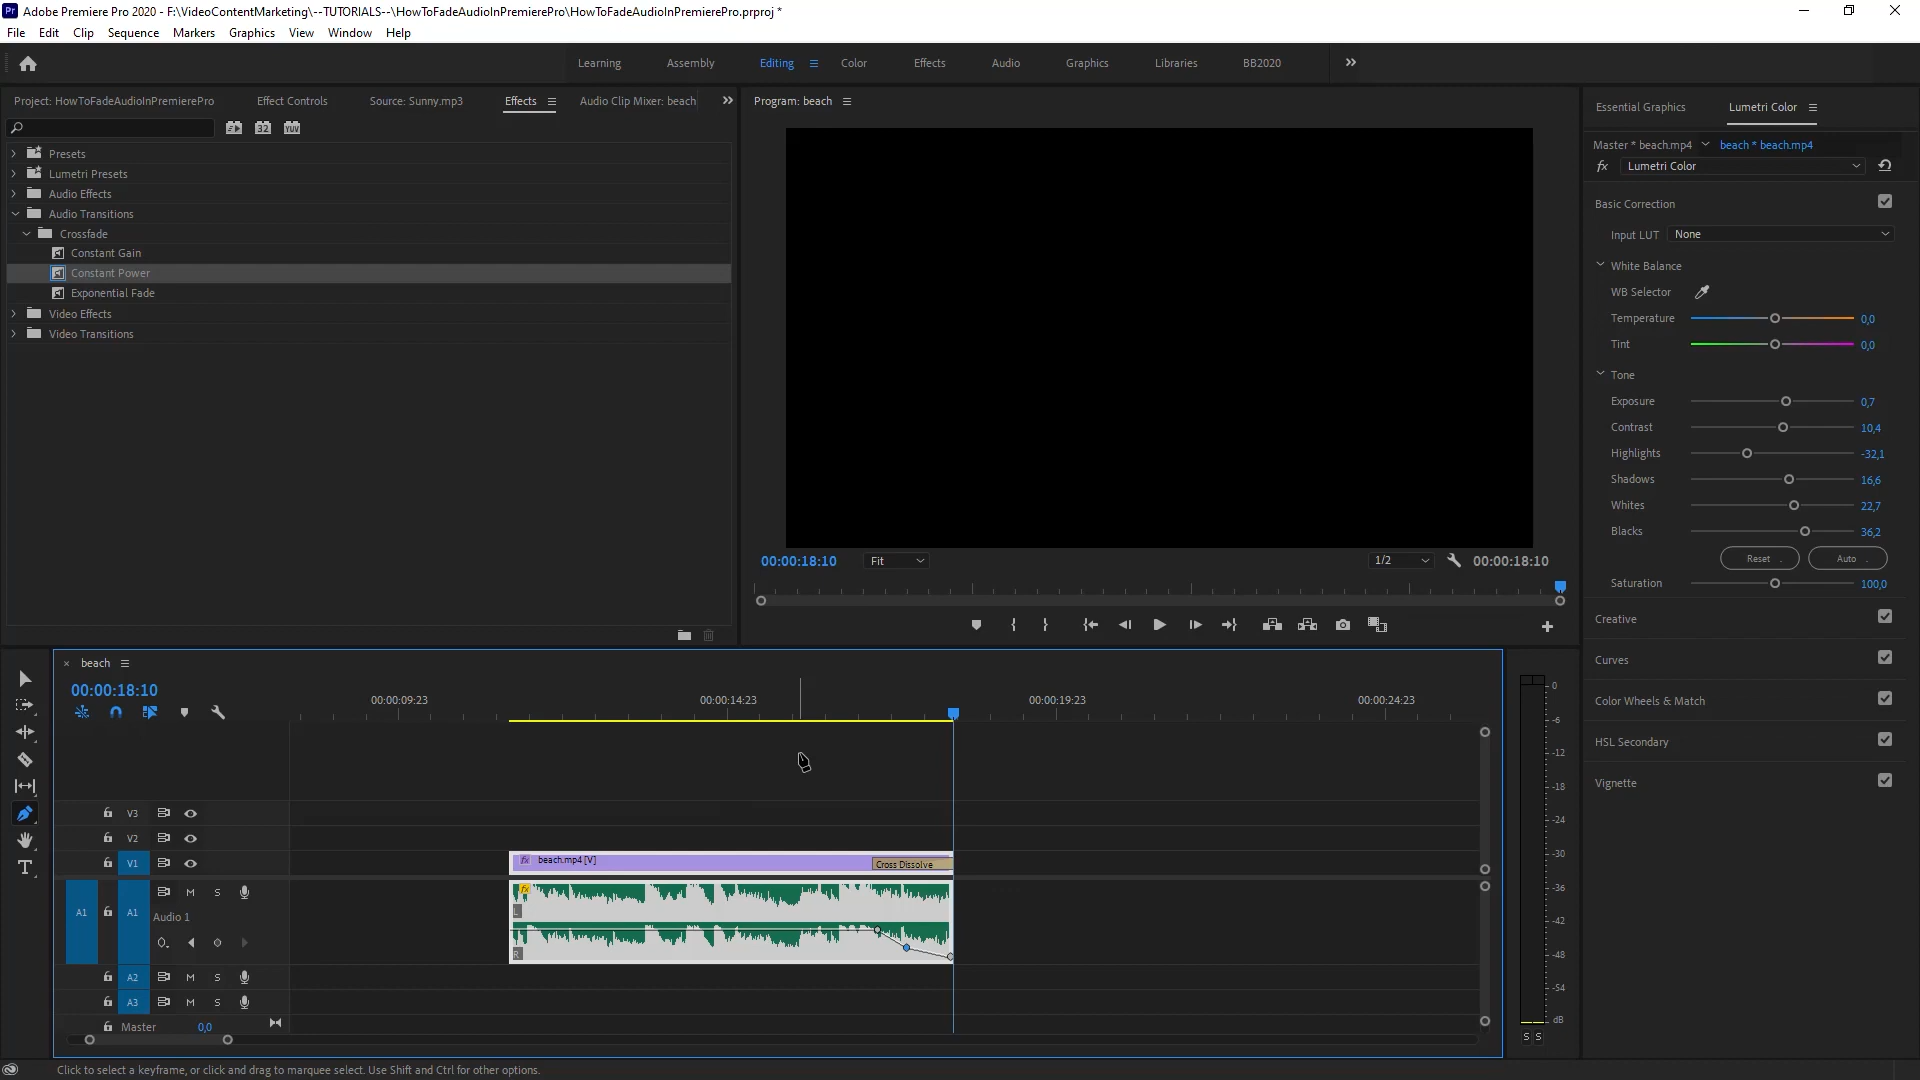 Pr Adobe Premiere Pro 2020 - F:\VideoContentMarketing\--TUTORIALS--\HowToFadeAudioInPremierePro\HowToFadeAudioInPremierePro.prproj *
File Edit Clip Sequence Markers Graphics View Window Help
Learning Assembly Editing Color Effects Audio Graphics Libraries BB2020
Project: HowToFadeAudioInPremierePro Effect Controls Source: Sunny.mp3 Effects Audio Clip Mixer: beach
32 YUV
Presets
Lumetri Presets
Audio Effects
Audio Transitions
Crossfade
Constant Gain
Constant Power
Exponential Fade
Video Effects
Video Transitions
Program: beach
00:00:18:10 Fit 1/2 00:00:18:10
Essential Graphics Lumetri Color
Master * beach.mp4 beach * beach.mp4
fx Lumetri Color
Basic Correction
Input LUT None
White Balance
WB Selector
Temperature 0,0
Tint 0,0
Tone
Exposure 0,7
Contrast 10,4
Highlights -32,1
Shadows 16,6
Whites 22,7
Blacks 36,2
Reset Auto
Saturation 100,0
Creative
Curves
Color Wheels & Match
HSL Secondary
Vignette
beach
00:00:18:10
00:00:09:23 00:00:14:23 00:00:19:23 00:00:24:23
V3
V2
V1
fx beach.mp4 [V] Cross Dissolve
A1 A1 M S
Audio 1
fx
L
R
A2 M S
A3 M S
Master 0,0
0
-6
-12
-18
-24
-30
-36
-42
-48
-54
dB
S S
Click to select a keyframe, or click and drag to marquee select. Use Shift and Ctrl for other options.